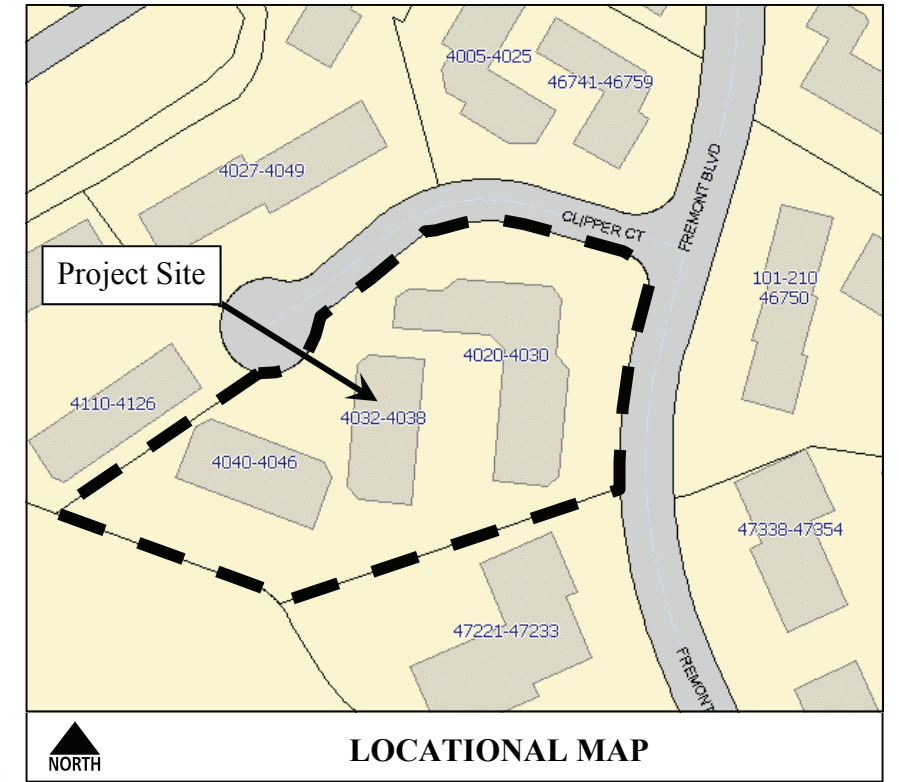 4005-4025
46741-46759
FREMONT BLVD
4027-4049
CLIPPER CT
Project Site
101-210
46750
4020-4030
4110-4126
4032-4038
4040-4046
47338-47354
47221-47233
FREMONT
NORTH
LOCATIONAL MAP